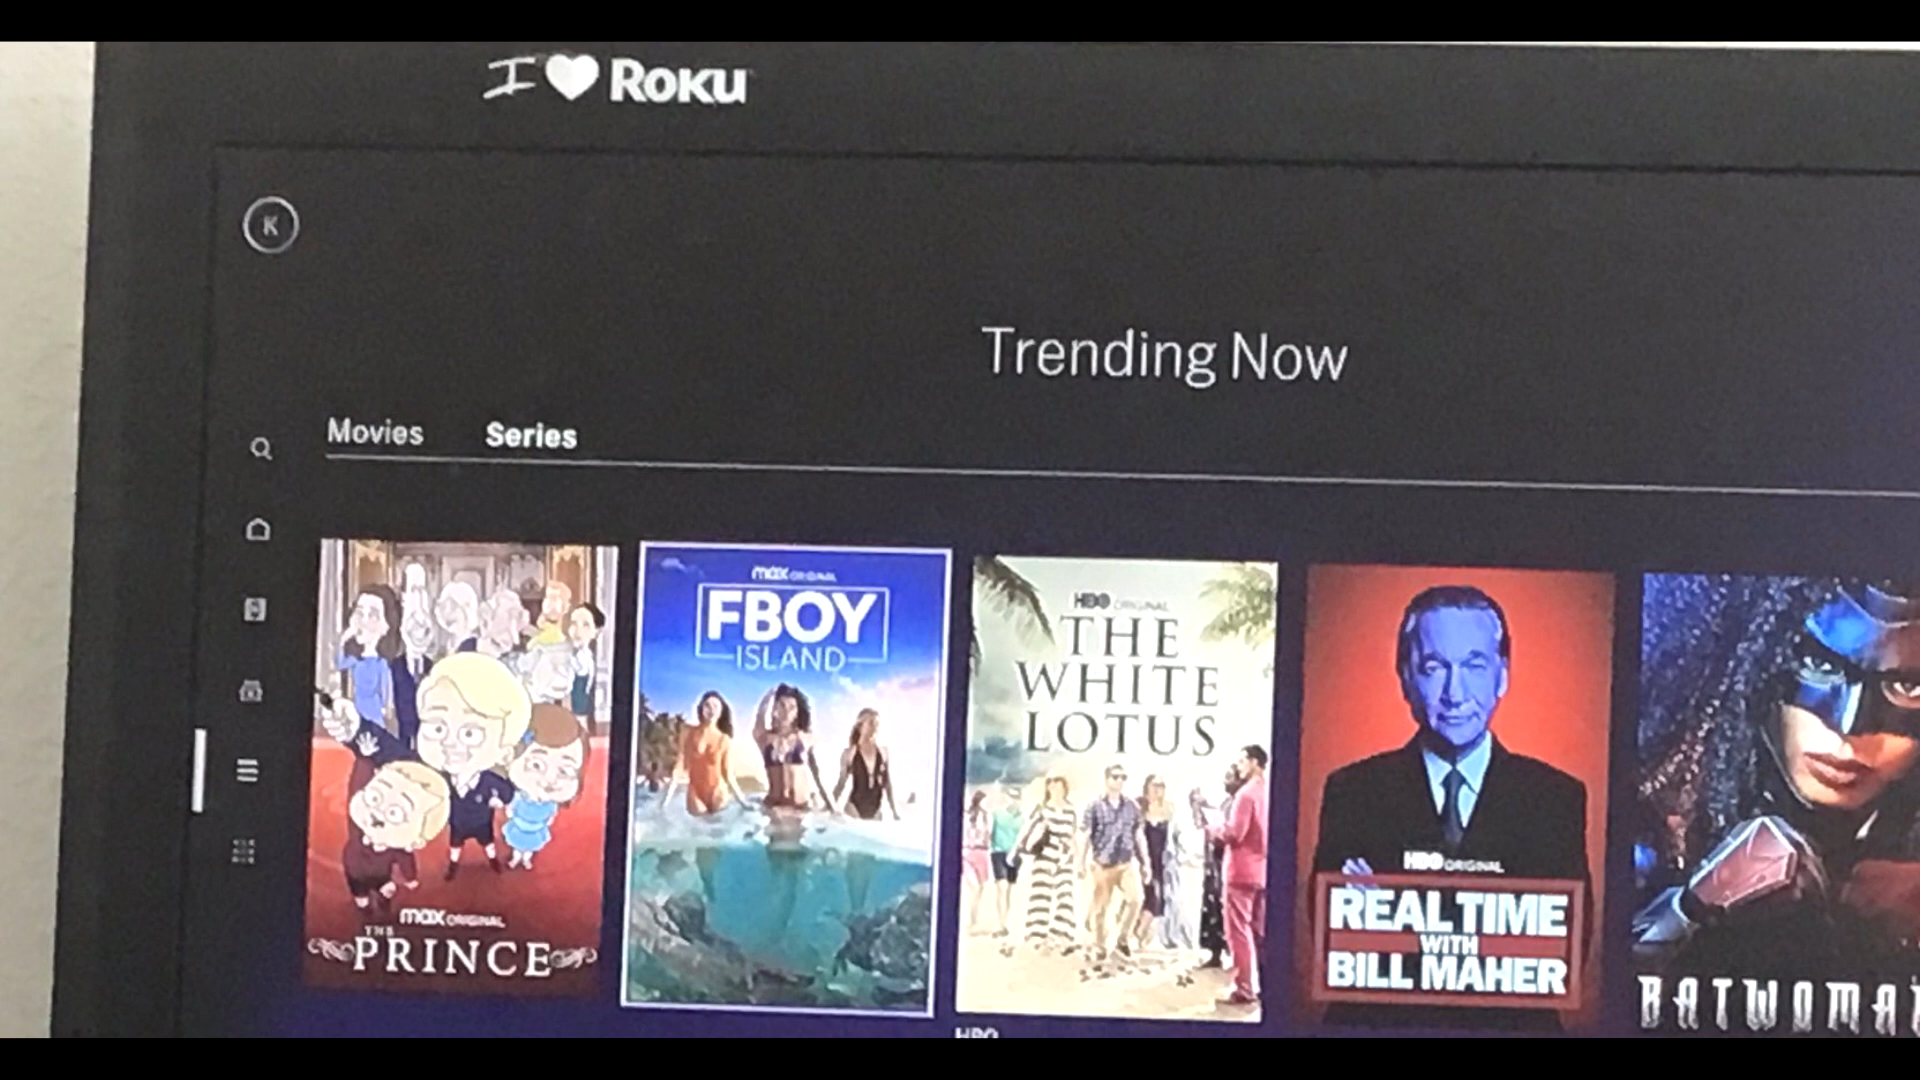 I ♥ Roku
K
Trending Now
Movies Series
max ORIGINAL
THE
PRINCE
max ORIGINAL
FBOY
ISLAND
HBO ORIGINAL
THE
WHITE
LOTUS
HBO ORIGINAL
REAL TIME
WITH
BILL MAHER
BATWOMA
HBO